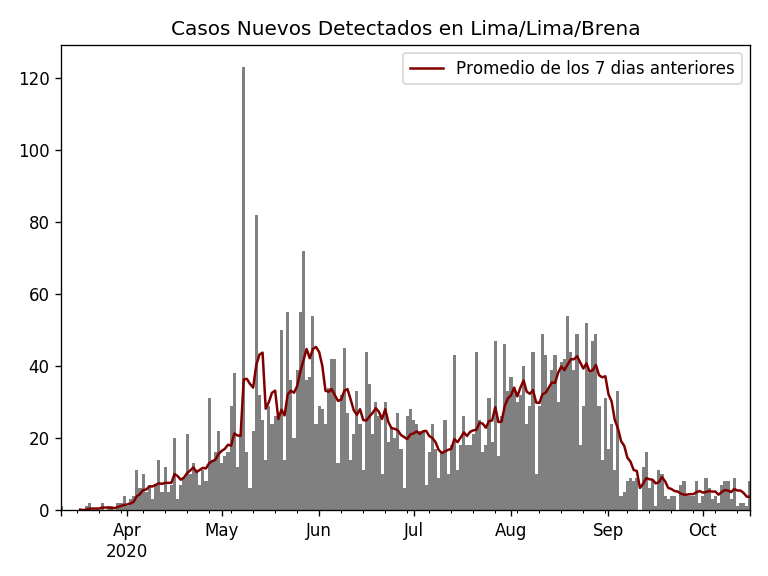 Casos Nuevos Detectados en Lima/Lima/Brena
Promedio de los 7 dias anteriores
120
100
80
60
40
20
0
Apr May Jun Jul Aug Sep Oct
2020